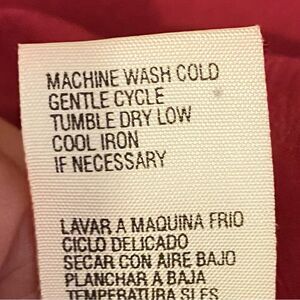 MACHINE WASH COLD
GENTLE CYCLE
TUMBLE DRY LOW
COOL IRON
IF NECESSARY
LAVAR A MAQUINA FRIO
CICLO DELICADO
SECAR CON AIRE BAJO
PLANCHAR A BAJA
TEMPERATURA SI ES